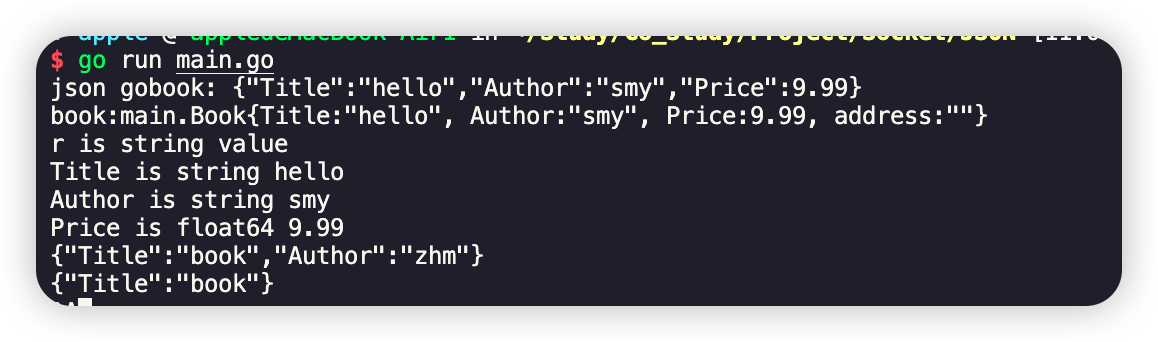 $ go run main.go
json gobook: {"Title":"hello","Author":"smy","Price":9.99}
book:main.Book{Title:"hello", Author:"smy", Price:9.99, address:""}
r is string value
Title is string hello
Author is string smy
Price is float64 9.99
{"Title":"book","Author":"zhm"}
{"Title":"book"}